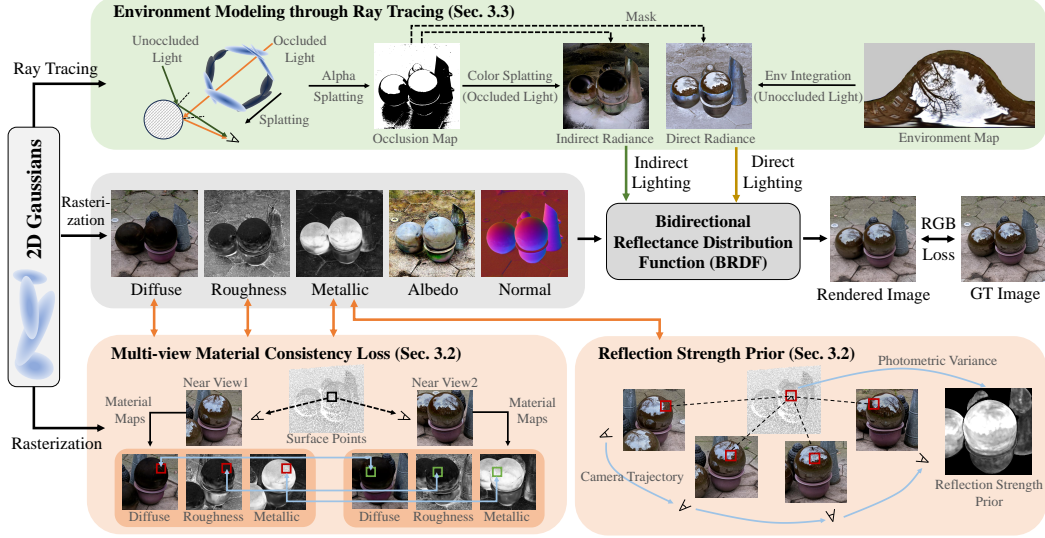 Environment Modeling through Ray Tracing (Sec. 3.3)
Mask
Unoccluded
Light
Occluded
Light
Splatting
Alpha
Splatting
Occlusion Map
Color Splatting
(Occluded Light)
Indirect Radiance
Direct Radiance
Env Integration
(Unoccluded Light)
Environment Map
Ray Tracing
2D Gaussians
Rasteri-
zation
Diffuse
Roughness
Metallic
Albedo
Normal
Indirect
Lighting
Direct
Lighting
Bidirectional
Reflectance Distribution
Function (BRDF)
Rendered Image
RGB
Loss
GT Image
Rasterization
Multi-view Material Consistency Loss (Sec. 3.2)
Near View1
Near View2
Material
Maps
Surface Points
Material
Maps
Diffuse
Roughness
Metallic
Diffuse
Roughness
Metallic
Reflection Strength Prior (Sec. 3.2)
Photometric Variance
Camera Trajectory
Reflection Strength
Prior